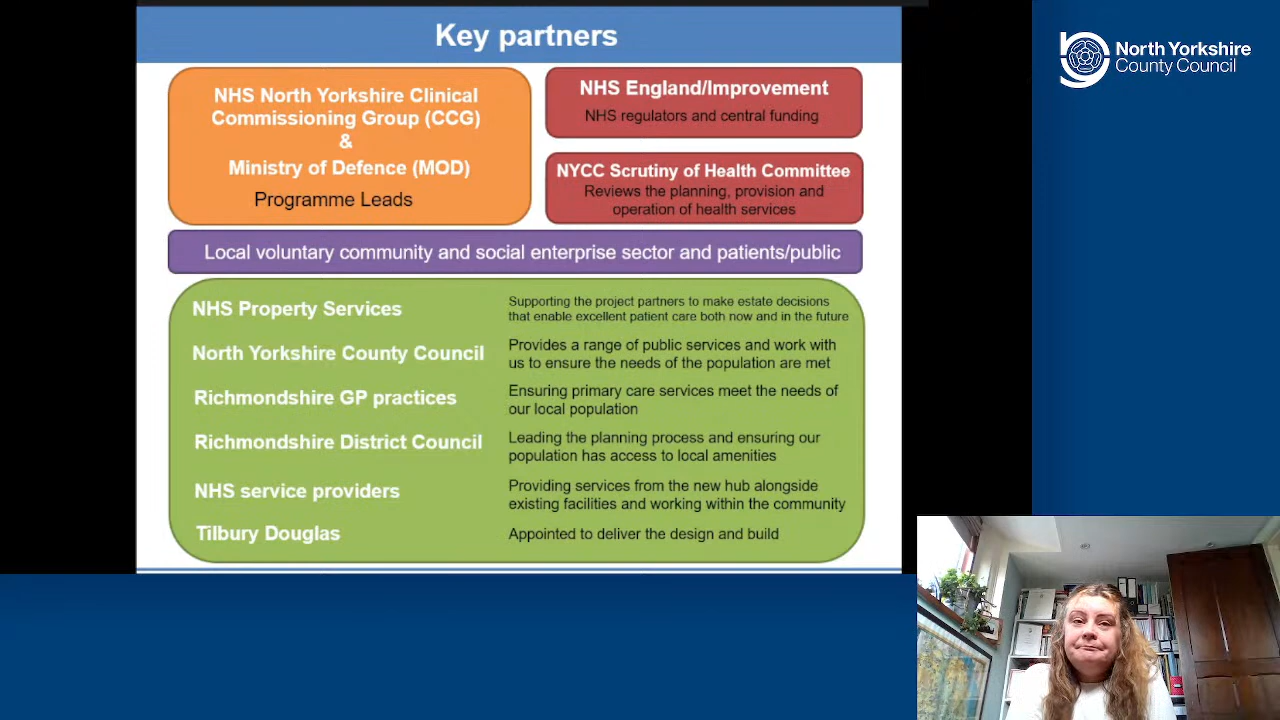 Key partners
NHS North Yorkshire Clinical
Commissioning Group (CCG)
&
Ministry of Defence (MOD)
Programme Leads
NHS England/Improvement
NHS regulators and central funding
NYCC Scrutiny of Health Committee
Reviews the planning, provision and
operation of health services
Local voluntary community and social enterprise sector and patients/public
NHS Property Services
Supporting the project partners to make estate decisions
that enable excellent patient care both now and in the future
North Yorkshire County Council
Provides a range of public services and work with
us to ensure the needs of the population are met
Richmondshire GP practices
Ensuring primary care services meet the needs of
our local population
Richmondshire District Council
Leading the planning process and ensuring our
population has access to local amenities
NHS service providers
Providing services from the new hub alongside
existing facilities and working within the community
Tilbury Douglas
Appointed to deliver the design and build
North Yorkshire
County Council